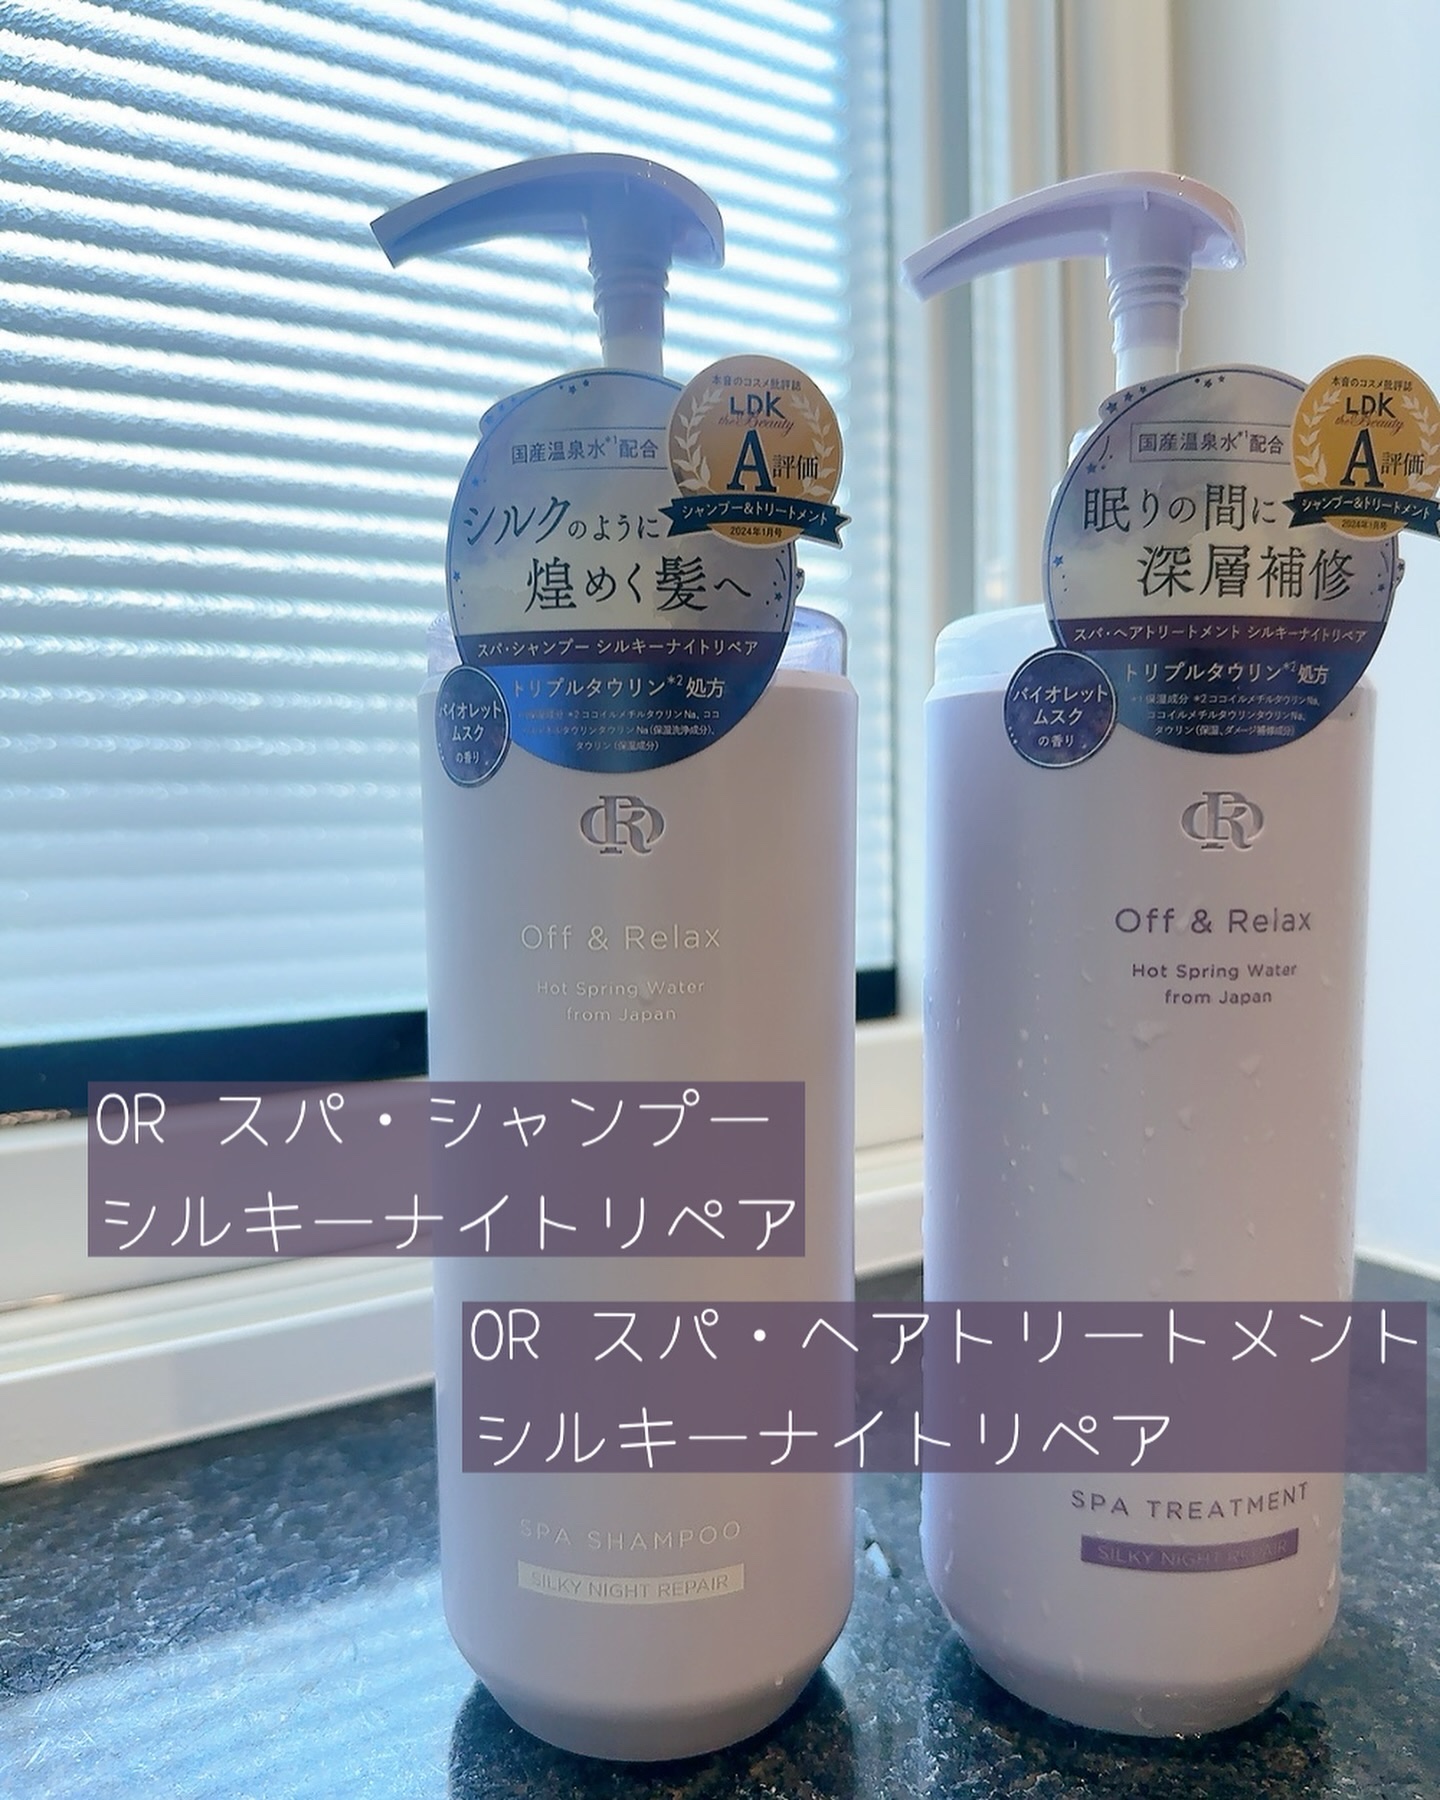 本音のコスメ批評誌
LDK
the Beauty
A評価
シャンプー&トリートメント
2024年1月号
国産温泉水*1配合
シルクのように
煌めく髪へ
スパ・シャンプー シルキーナイトリペア
トリプルタウリン*2処方
バイオレット
ムスク
の香り
タウリン(保湿成分)
OR
Off & Relax
Hot Spring Water
from Japan
SPA SHAMPOO
SILKY NIGHT REPAIR
本音のコスメ批評誌
LDK
the Beauty
A評価
シャンプー&トリートメント
2024年1月号
国産温泉水*1配合
眠りの間に
深層補修
スパ・ヘアトリートメント シルキーナイトリペア
トリプルタウリン*2処方
*1保湿成分 *2ココイルメチルタウリンNa、
ココイルメチルタウリンタウリンNa、
タウリン(保湿、ダメージ補修成分)
バイオレット
ムスク
の香り
OR
Off & Relax
Hot Spring Water
from Japan
SPA TREATMENT
SILKY NIGHT REPAIR
OR スパ・シャンプー
シルキーナイトリペア
OR スパ・ヘアトリートメント
シルキーナイトリペア